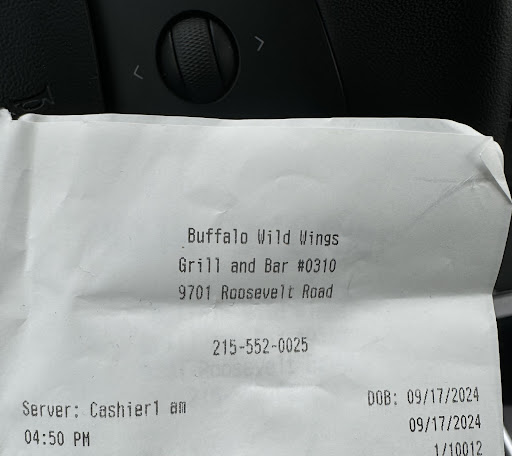 Buffalo Wild Wings
Grill and Bar #0310
9701 Roosevelt Road
215-552-0025
Server: Cashier1 am
DOB: 09/17/2024
04:50 PM
09/17/2024
1/10012